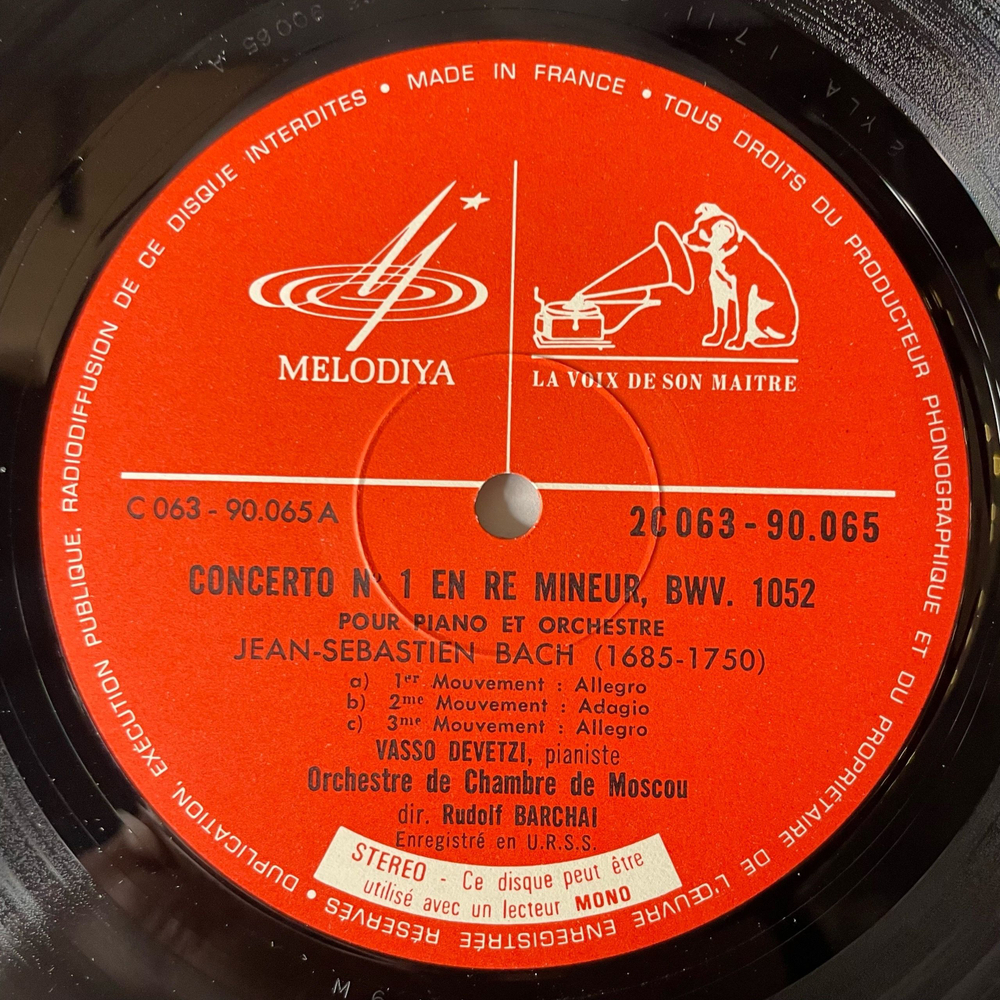 DUPLICATION, EXÉCUTION PUBLIQUE, RADIODIFFUSION DE CE DISQUE INTERDITES • MADE IN FRANCE • TOUS DROITS DU PRODUCTEUR PHONOGRAPHIQUE ET DU PROPRIÉTAIRE DE L'ŒUVRE ENREGISTRÉE RÉSERVÉS •
MELODIYA
LA VOIX DE SON MAITRE
C 063 - 90.065 A
2C 063 - 90.065
CONCERTO N° 1 EN RE MINEUR, BWV. 1052
POUR PIANO ET ORCHESTRE
JEAN-SEBASTIEN BACH (1685-1750)
a) 1er Mouvement : Allegro
b) 2me Mouvement : Adagio
c) 3me Mouvement : Allegro
VASSO DEVETZI, pianiste
Orchestre de Chambre de Moscou
dir. Rudolf BARCHAI
Enregistré en U.R.S.S.
STEREO - Ce disque peut être
utilisé avec un lecteur MONO